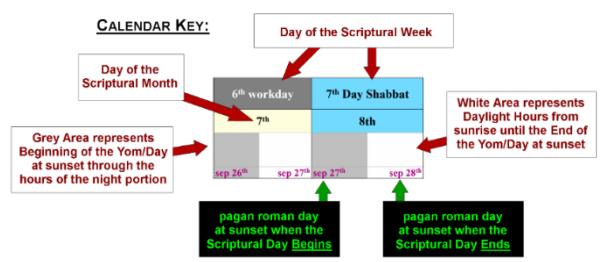 CALENDAR KEY:
Day of the Scriptural Week
Day of the
Scriptural Month
6th workday
7th Day Shabbat
7th
8th
Grey Area represents
Beginning of the Yom/Day
at sunset through the
hours of the night portion
White Area represents
Daylight Hours from
sunrise until the End of
the Yom/Day at sunset
sep 26th
sep 27th
sep 27th
sep 28th
pagan roman day
at sunset when the
Scriptural Day Begins
pagan roman day
at sunset when the
Scriptural Day Ends